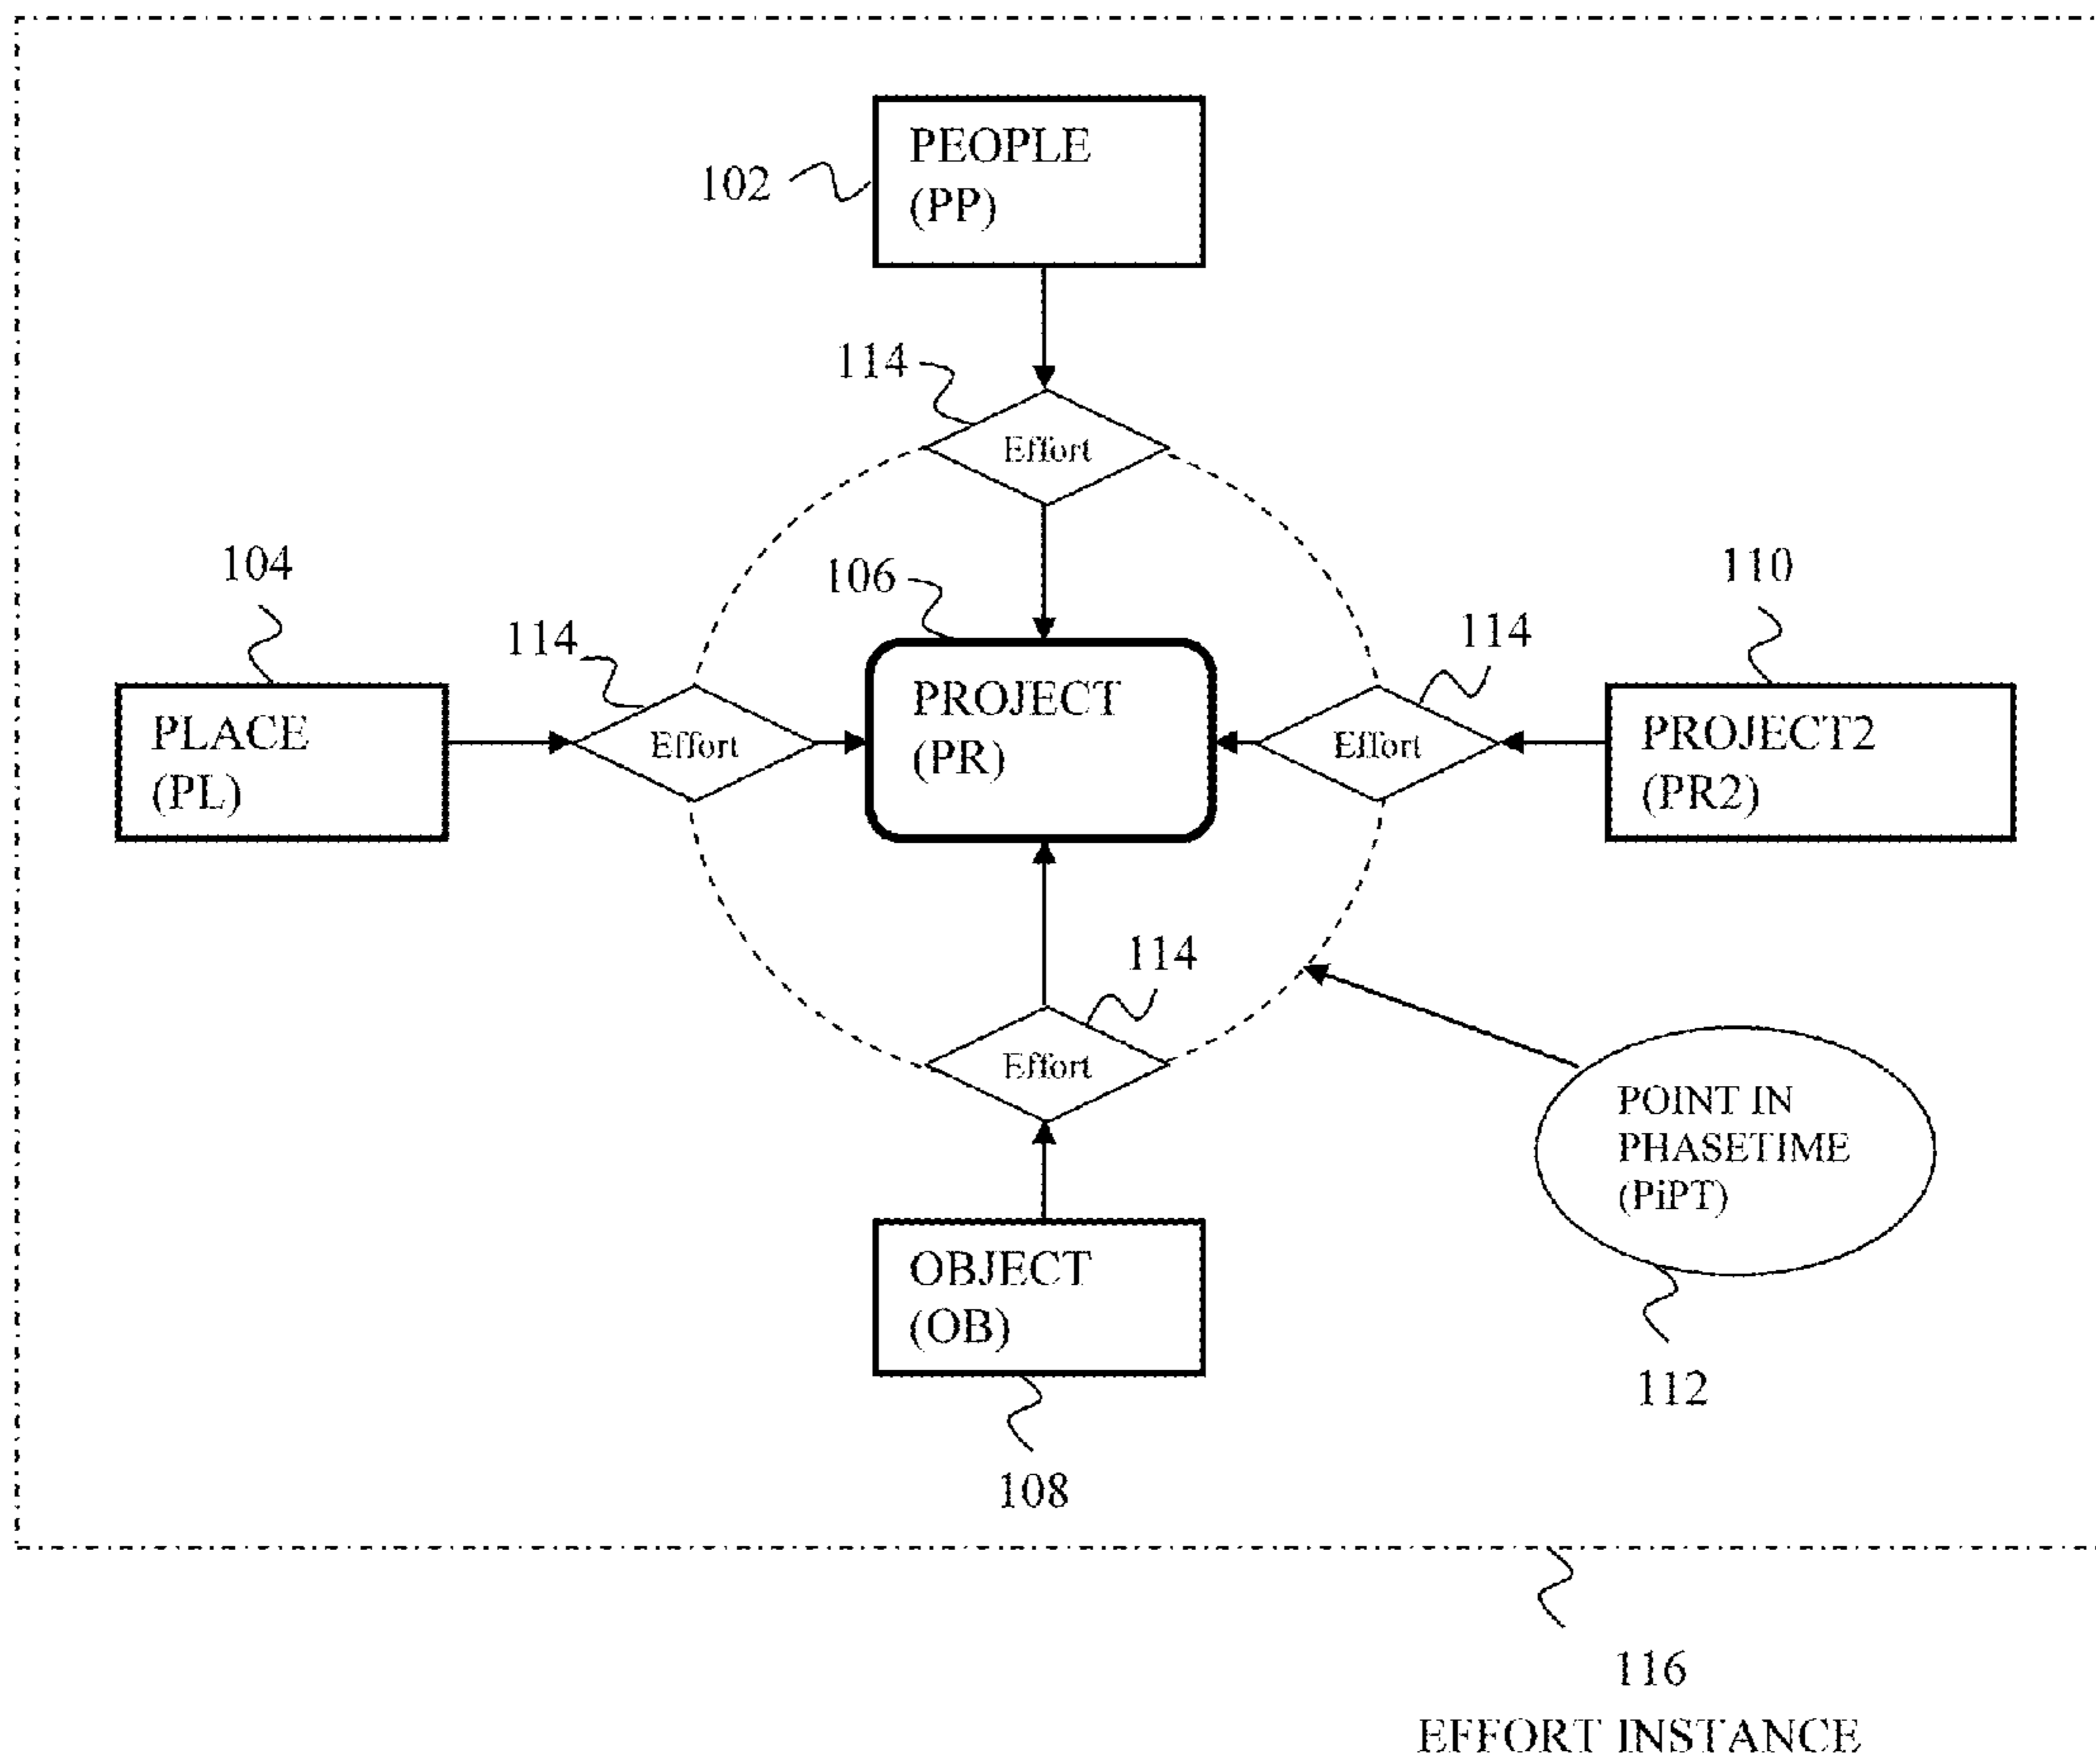 PEOPLE
(PP)
102
114
Effort
104
106
110
114
114
PROJECT
(PR)
PLACE
(PL)
Effort
Effort
PROJECT2
(PR2)
114
Effort
POINT IN
PHASETIME
(PiPT)
OBJECT
(OB)
112
108
116
EFFORT INSTANCE